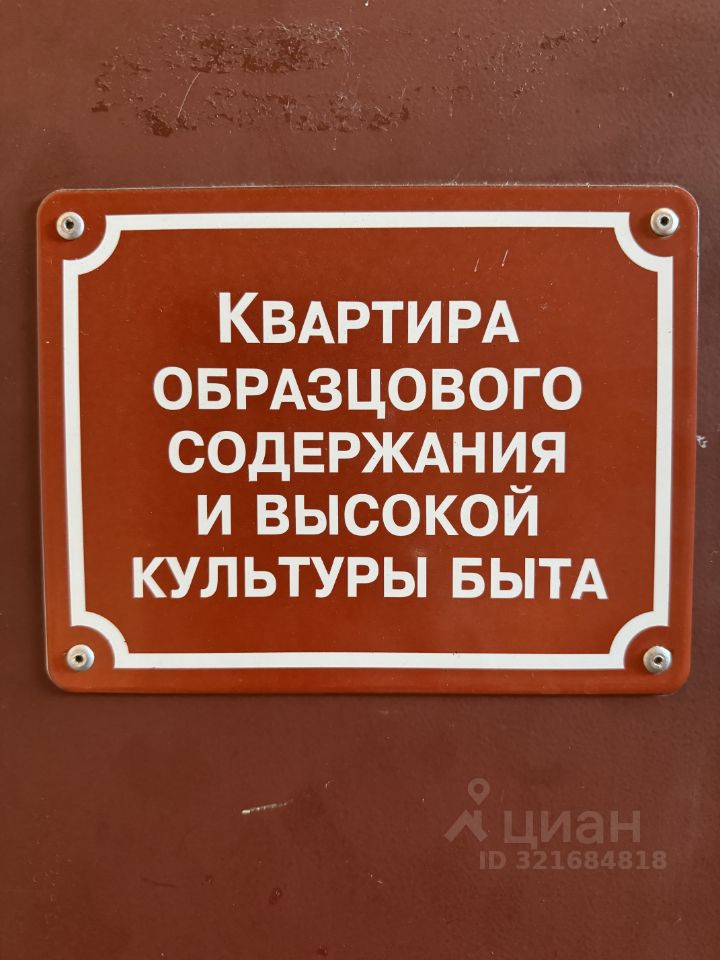 КВАРТИРА
ОБРАЗЦОВОГО
СОДЕРЖАНИЯ
И ВЫСОКОЙ
КУЛЬТУРЫ БЫТА
циан
ID 321684818